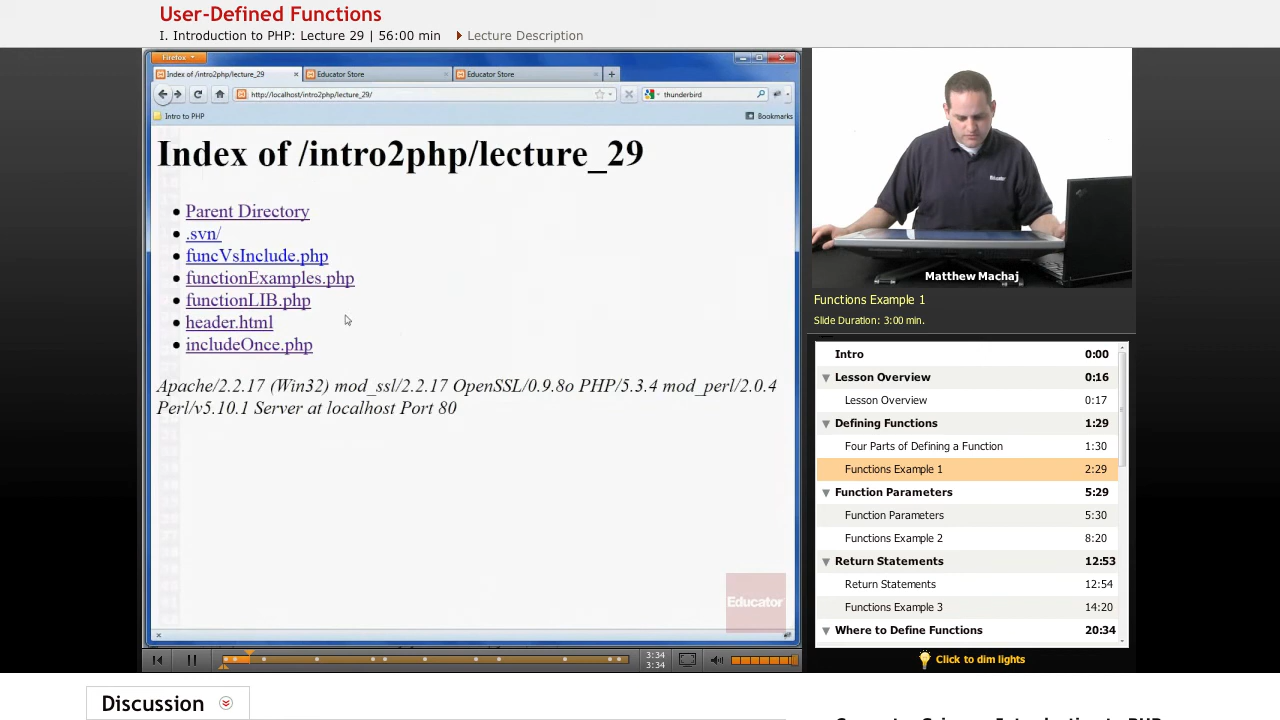 User-Defined Functions
I. Introduction to PHP: Lecture 29 | 56:00 min Lecture Description
Firefox
Index of /intro2php/lecture_29 Educator Store Educator Store
http://localhost/intro2php/lecture_29/ thunderbird
Intro to PHP Bookmarks
Index of /intro2php/lecture_29
Parent Directory
.svn/
funcVsInclude.php
functionExamples.php
functionLIB.php
header.html
includeOnce.php
Apache/2.2.17 (Win32) mod_ssl/2.2.17 OpenSSL/0.9.8o PHP/5.3.4 mod_perl/2.0.4
Perl/v5.10.1 Server at localhost Port 80
Educator
3:34
3:34
Matthew Machaj
Functions Example 1
Slide Duration: 3:00 min.
Intro 0:00
Lesson Overview 0:16
Lesson Overview 0:17
Defining Functions 1:29
Four Parts of Defining a Function 1:30
Functions Example 1 2:29
Function Parameters 5:29
Function Parameters 5:30
Functions Example 2 8:20
Return Statements 12:53
Return Statements 12:54
Functions Example 3 14:20
Where to Define Functions 20:34
Click to dim lights
Discussion